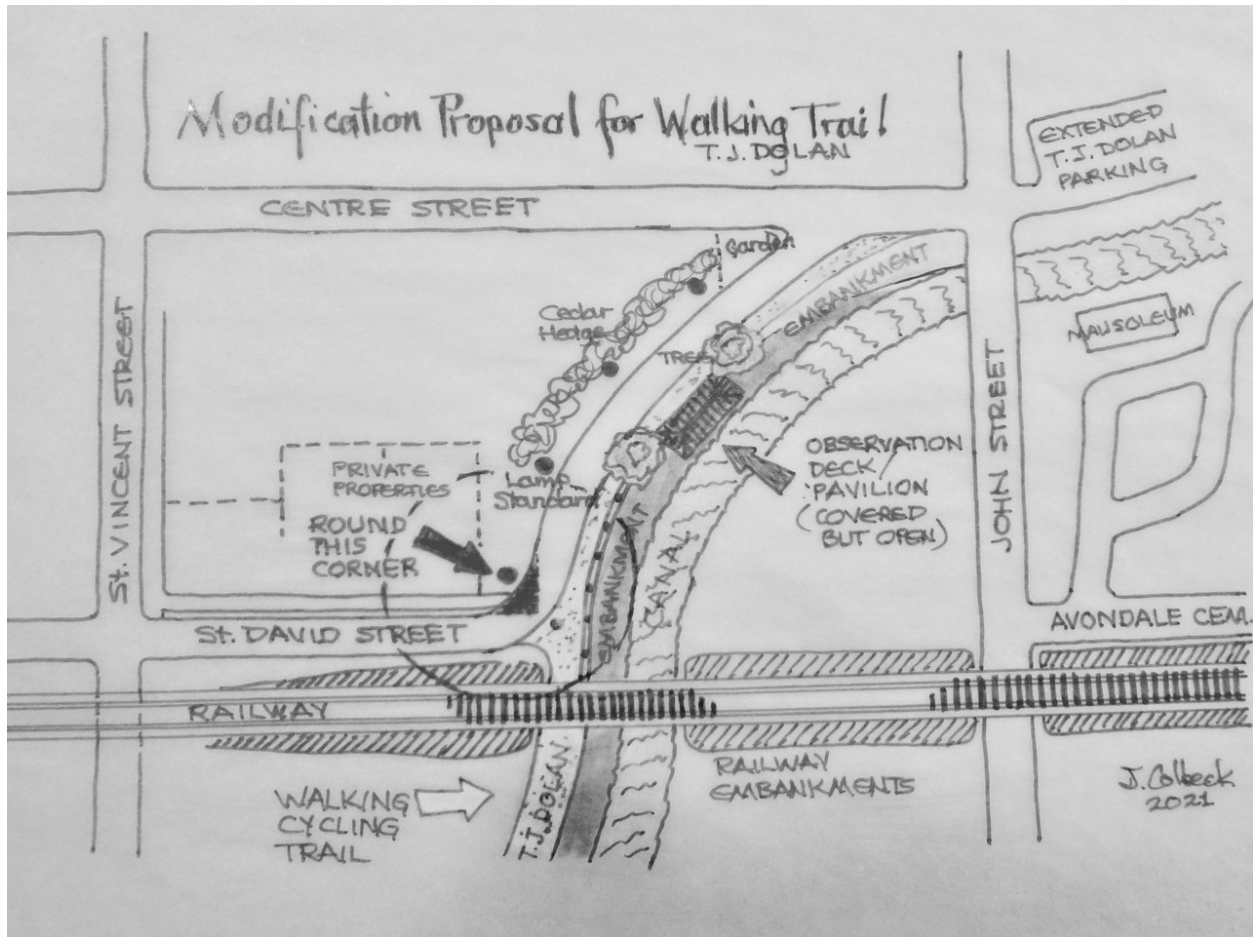 Modification Proposal for Walking Trail
T.J. DOLAN
EXTENDED
T.J. DOLAN
PARKING
CENTRE STREET
Garden
EMBANKMENT
Cedar
Hedge
TREE
MAUSOLEUM
St. VINCENT STREET
JOHN STREET
PRIVATE
PROPERTIES
Lamp
Standard
OBSERVATION
DECK/
PAVILION
(COVERED
BUT OPEN)
ROUND
THIS
CORNER
EMBANKMENT
CANAL
St. DAVID STREET
AVONDALE CEM.
RAILWAY
RAILWAY
EMBANKMENTS
WALKING
CYCLING
TRAIL
T.J. DOLAN
J. Colbeck
2021